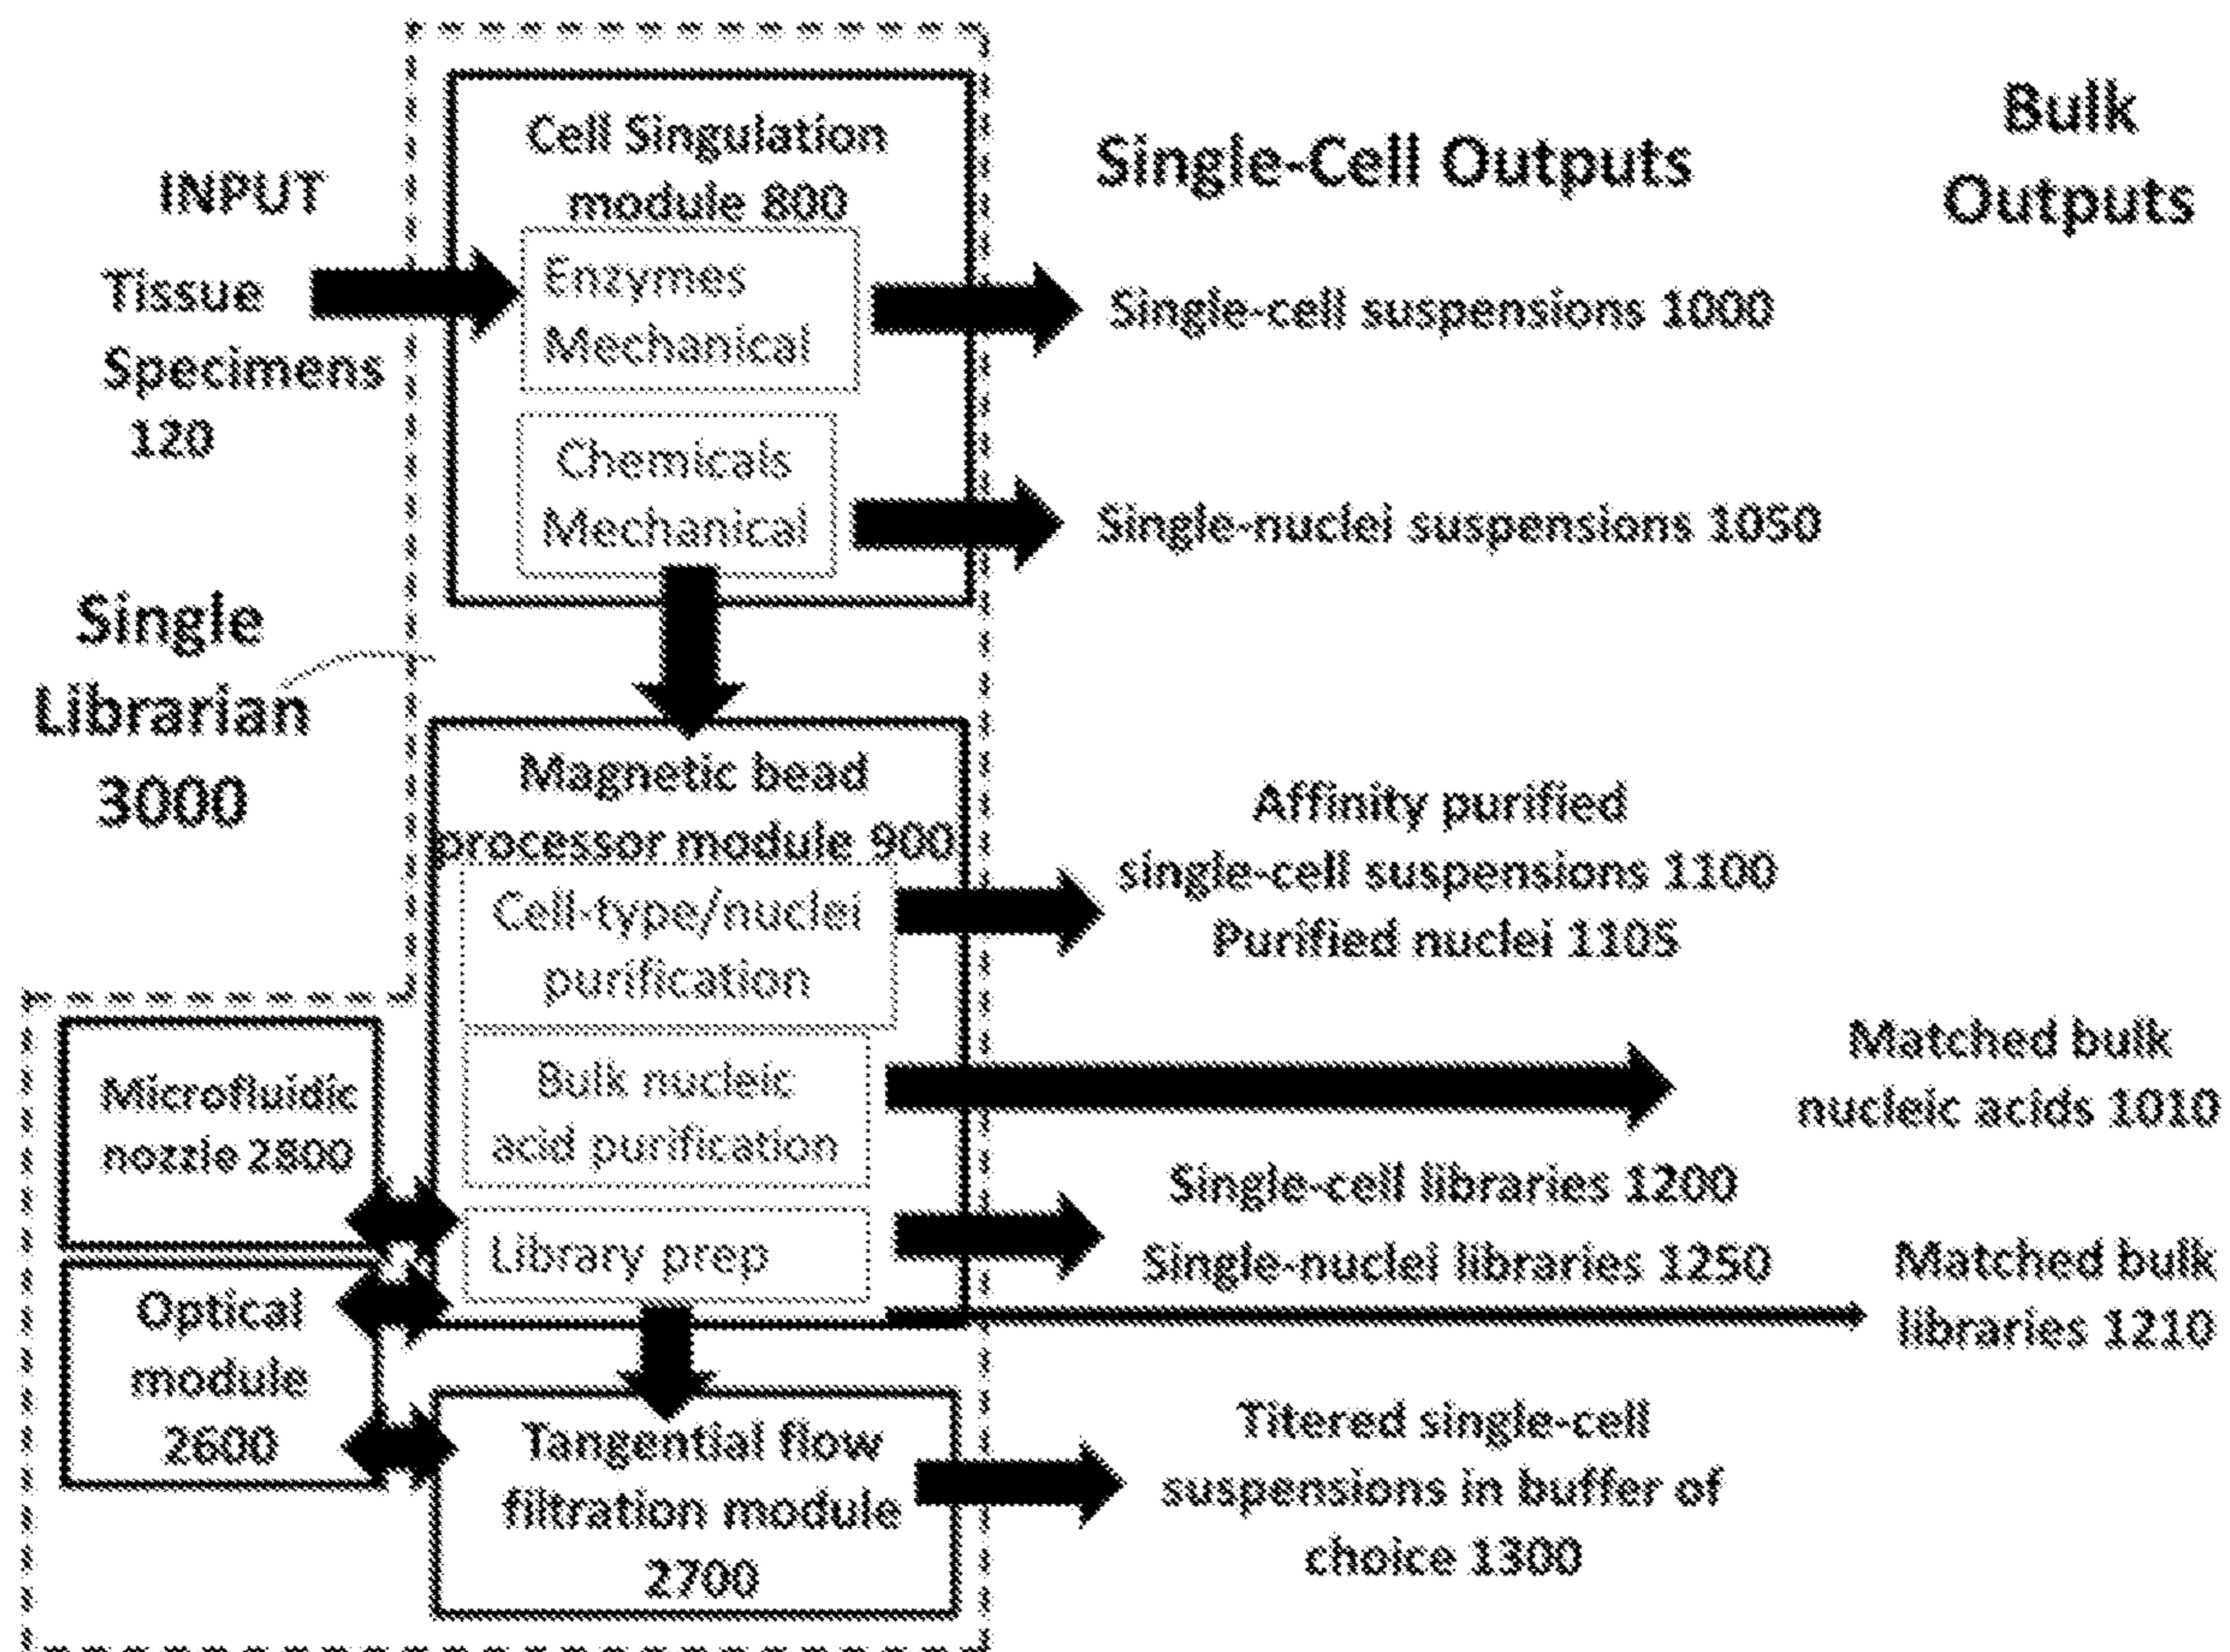 INPUT
Tissue
Specimens
120
Single
Librarian
3000
Cell Singulation
module 800
Enzymes
Mechanical
Chemicals
Mechanical
Single-Cell Outputs
Bulk
Outputs
Single-cell suspensions 1000
Single-nuclei suspensions 1050
Magnetic bead
processor module 900
Cell-type/nuclei
purification
Bulk nucleic
acid purification
Library prep
Affinity purified
single-cell suspensions 1100
Purified nuclei 1105
Matched bulk
nucleic acids 1010
Single-cell libraries 1200
Single-nuclei libraries 1250
Matched bulk
libraries 1210
Microfluidic
nozzle 2800
Optical
module
2600
Tangential flow
filtration module
2700
Titered single-cell
suspensions in buffer of
choice 1300